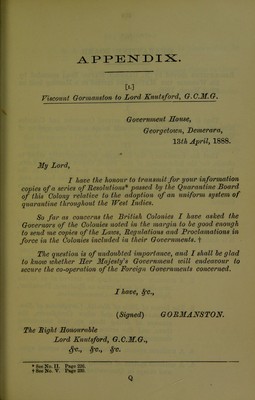 APPENDIX.
[I.]
Viscount Gormanston to Lord Knutsford, G.C.M.G.
Government House,
Georgetown, Demerara,
13th April, 1888.
My Lord,
I have the honour to transmit for your information
copies of a series of Resolutions* passed by the Quarantine Board
of this Colony relative to the adoption of an uniform system of
quarantine throughout the West Indies.
So far as concerns the British Colonies I have asked the
Governors of the Colonies noted in the margin to be good enough
to send me copies of the Laws, Regulations and Proclamations in
force in the Colonies included in their Governments. †
The question is of undoubted importance, and I shall be glad
to know whether Her Majesty's Government will endeavour to
secure the co-operation of the Foreign Governments concerned.
I have, &c.,
(Signed) GORMANSTON.
The Right Honourable
Lord Knutsford, G.C.M.G.,
&c., &c., &c.
* See No. II. Page
† See No. V. Page
Q